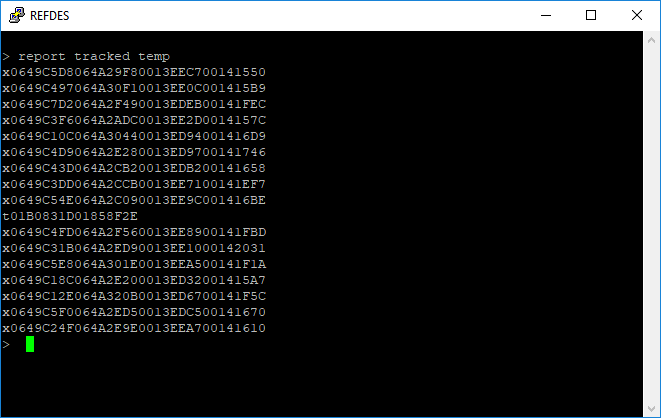 REFDES
> report tracked temp
x0649C5D8064A29F80013EEC700141550
x0649C497064A30F10013EE0C001415B9
x0649C7D2064A2F490013EDEB00141FEC
x0649C3F6064A2ADC0013EE2D0014157C
x0649C10C064A30440013ED94001416D9
x0649C4D9064A2E280013ED9700141746
x0649C43D064A2CB20013EDB200141658
x0649C3DD064A2CCB0013EE7100141EF7
x0649C54E064A2C090013EE9C001416BE
t01B0831D01858F2E
x0649C4FD064A2F560013EE8900141FBD
x0649C31B064A2ED90013EE1000142031
x0649C5E8064A301E0013EEA500141F1A
x0649C18C064A2E200013ED32001415A7
x0649C12E064A320B0013ED6700141F5C
x0649C5F0064A2ED50013EDC500141670
x0649C24F064A2E9E0013EEA700141610
>